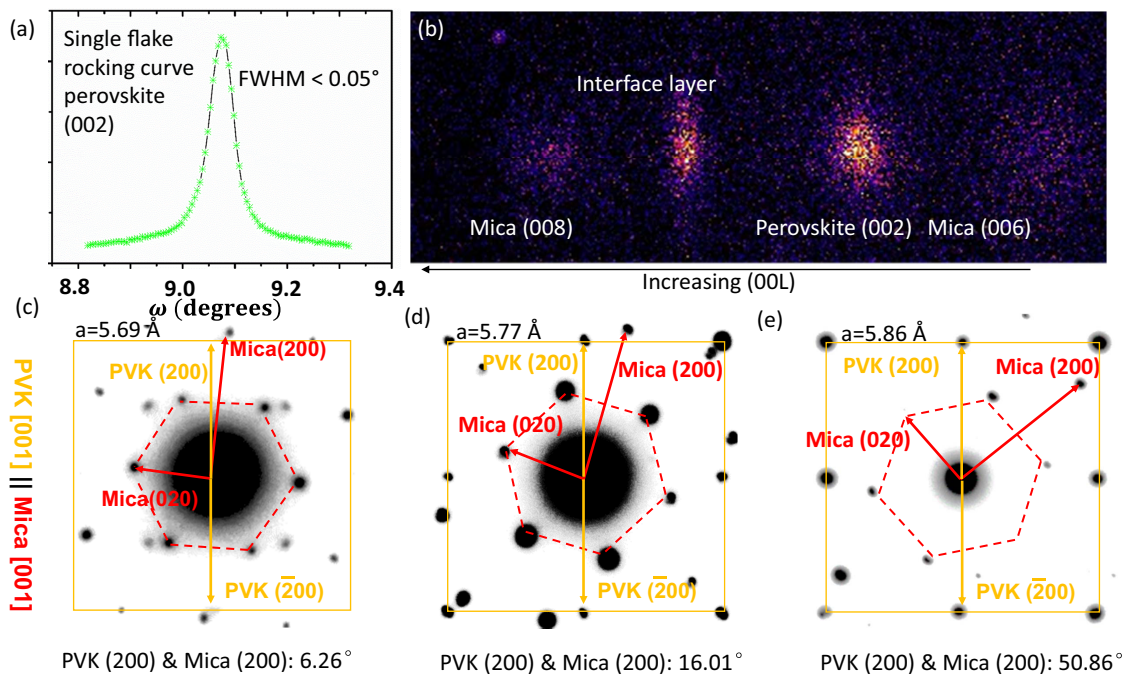 (a)
Single flake
rocking curve
perovskite
(002)
FWHM < 0.05°
8.8 9.0 9.2 9.4
ω (degrees)
(b)
Interface layer
Mica (008)
Perovskite (002)
Mica (006)
Increasing (00L)
PVK [001] || Mica [001]
(c)
a=5.69 Å
Mica(200)
PVK (200)
Mica(020)
PVK (2̅00)
PVK (200) & Mica (200): 6.26°
(d)
a=5.77 Å
PVK (200)
Mica (200)
Mica (020)
PVK (2̅00)
PVK (200) & Mica (200): 16.01°
(e)
a=5.86 Å
PVK (200)
Mica (200)
Mica (020)
PVK (2̅00)
PVK (200) & Mica (200): 50.86°